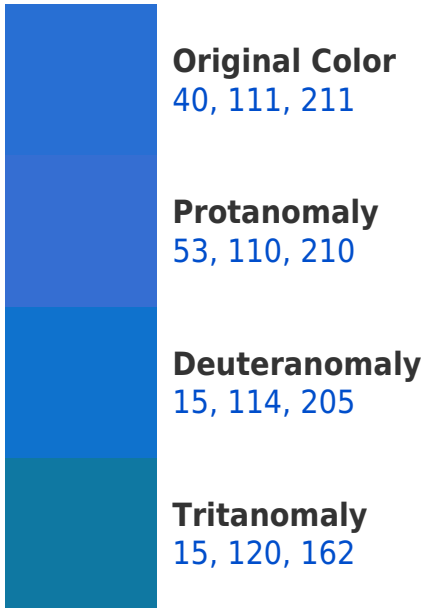 Original Color
40, 111, 211
Protanomaly
53, 110, 210
Deuteranomaly
15, 114, 205
Tritanomaly
15, 120, 162